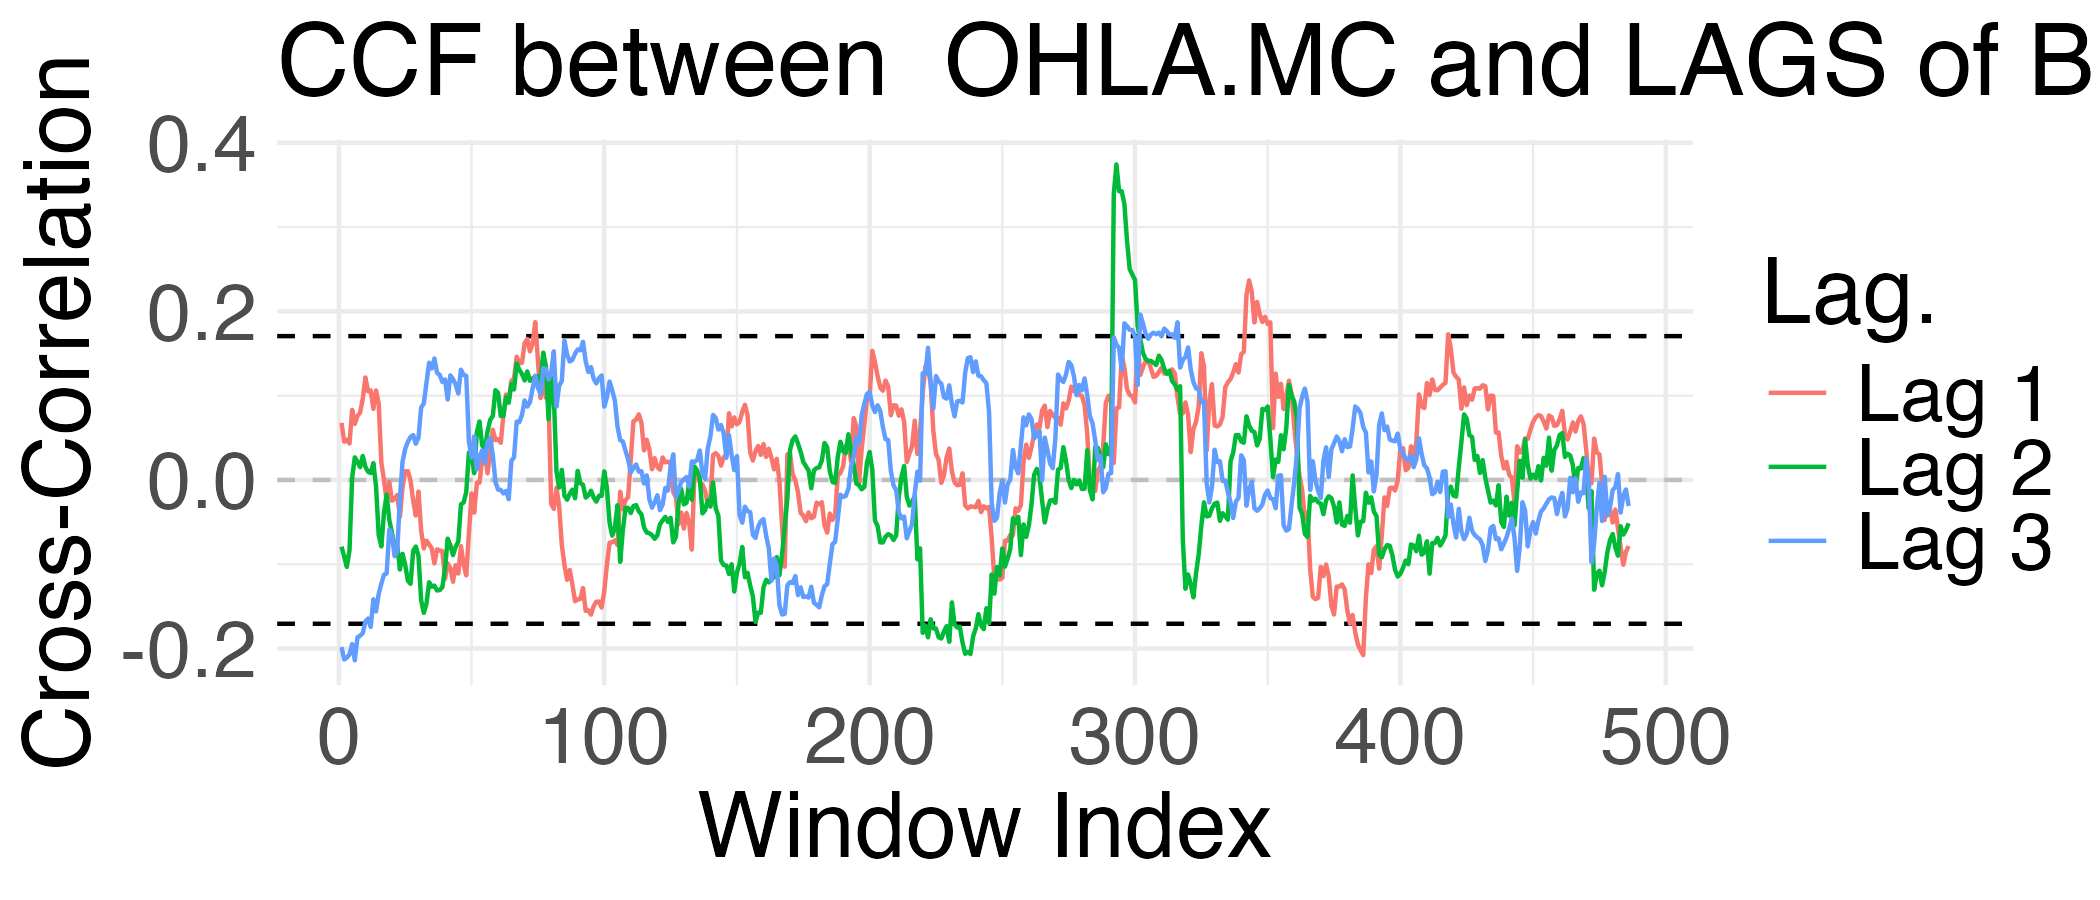 CCF between OHLA.MC and LAGS of B
Cross-Correlation
0.4
0.2
0.0
-0.2
0 100 200 300 400 500
Window Index
Lag.
Lag 1
Lag 2
Lag 3